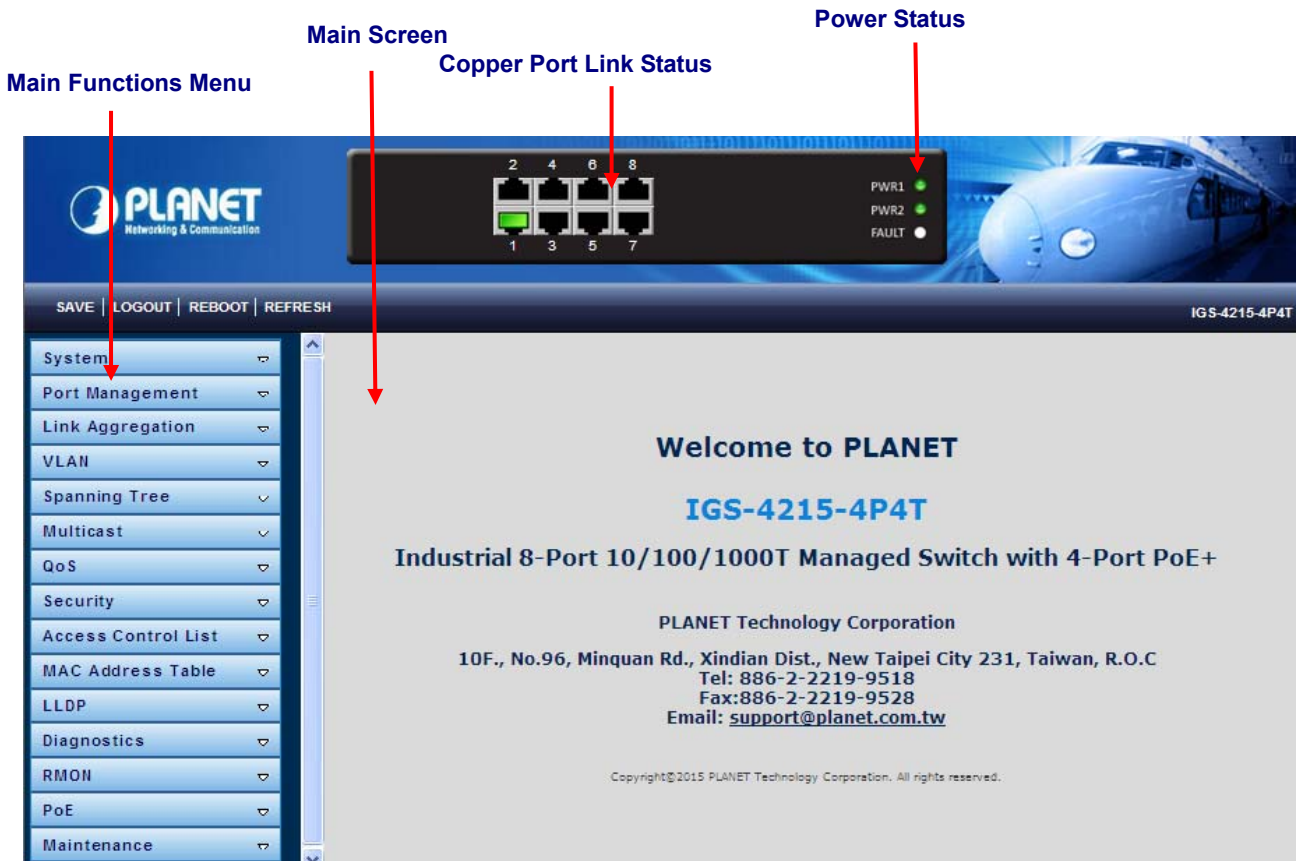 Power Status
Main Screen
Copper Port Link Status
Main Functions Menu
PLANET
Networking & Communication
2 4 6 8
1 3 5 7
PWR1
PWR2
FAULT
SAVE | LOGOUT | REBOOT | REFRESH
IGS-4215-4P4T
System
Port Management
Link Aggregation
VLAN
Spanning Tree
Multicast
QoS
Security
Access Control List
MAC Address Table
LLDP
Diagnostics
RMON
PoE
Maintenance
Welcome to PLANET
IGS-4215-4P4T
Industrial 8-Port 10/100/1000T Managed Switch with 4-Port PoE+
PLANET Technology Corporation
10F., No.96, Minquan Rd., Xindian Dist., New Taipei City 231, Taiwan, R.O.C
Tel: 886-2-2219-9518
Fax:886-2-2219-9528
Email: support@planet.com.tw
Copyright©2015 PLANET Technology Corporation. All rights reserved.